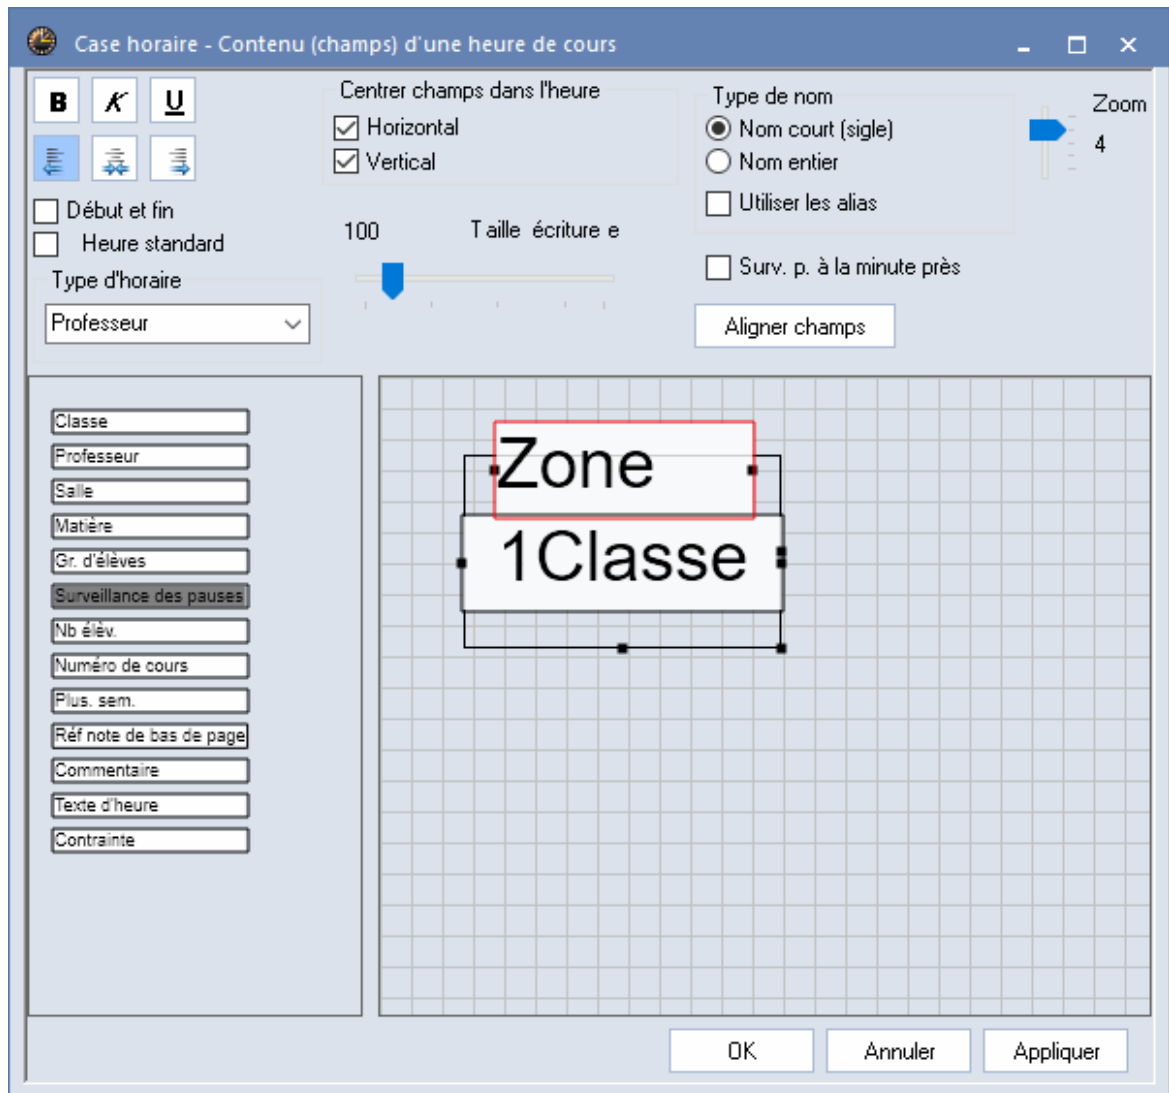 Case horaire - Contenu (champs) d'une heure de cours
B K U
Centrer champs dans l'heure
Horizontal
Vertical
Type de nom
Nom court (sigle)
Nom entier
Utiliser les alias
Zoom
4
Début et fin
Heure standard
100 Taille écriture e
Type d'horaire
Professeur
Surv. p. à la minute près
Aligner champs
Classe
Professeur
Salle
Matière
Gr. d'élèves
Surveillance des pauses
Nb élèv.
Numéro de cours
Plus. sem.
Réf note de bas de page
Commentaire
Texte d'heure
Contrainte
Zone
1Classe
OK Annuler Appliquer